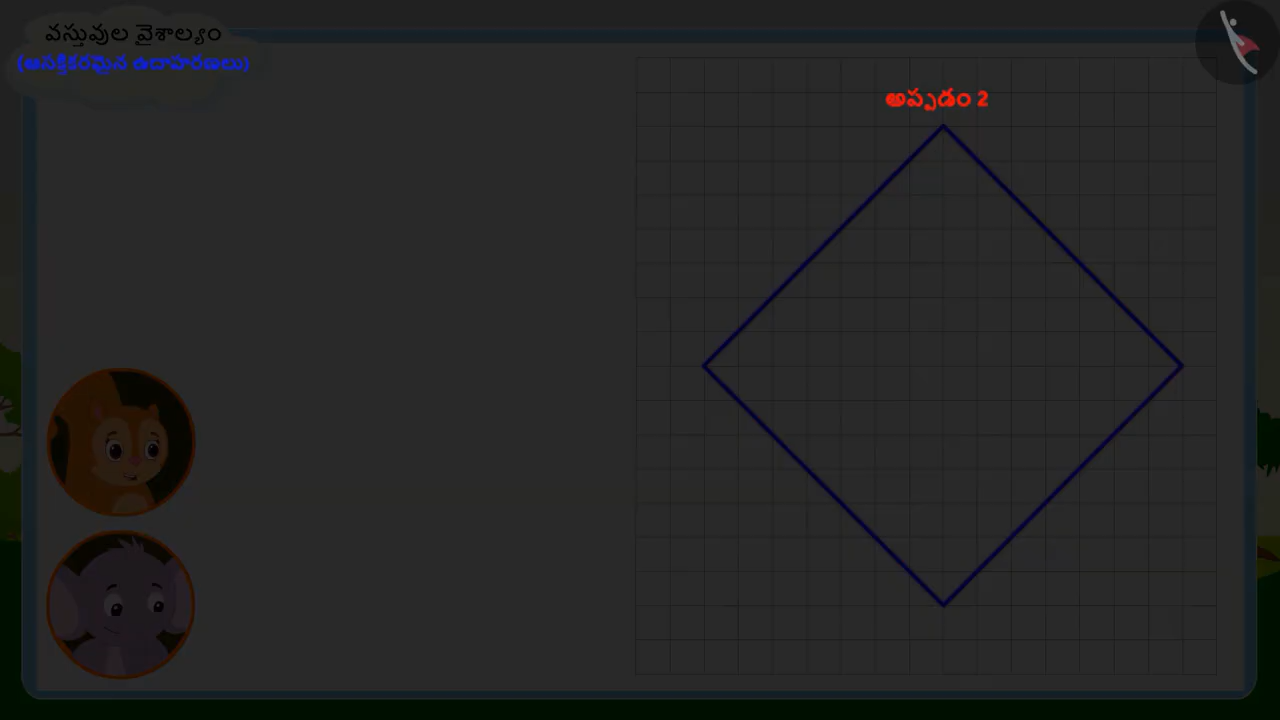 వస్తువుల వైశాల్యం
(ఆసక్తికరమైన ఉదాహరణలు)
అప్పడం 2